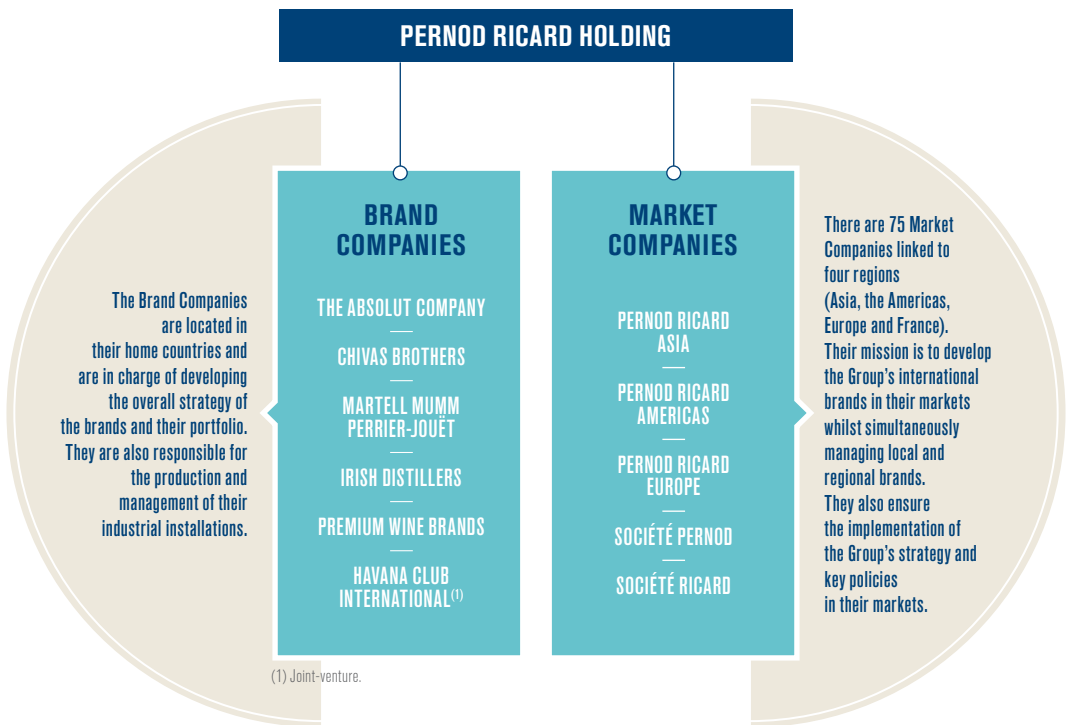 PERNOD RICARD HOLDING
The Brand Companies
are located in
their home countries and
are in charge of developing
the overall strategy of
the brands and their portfolio.
They are also responsible for
the production and
management of their
industrial installations.
BRAND
COMPANIES
THE ABSOLUT COMPANY
CHIVAS BROTHERS
MARTELL MUMM
PERRIER-JOUËT
IRISH DISTILLERS
PREMIUM WINE BRANDS
HAVANA CLUB
INTERNATIONAL(1)
(1) Joint-venture.
MARKET
COMPANIES
PERNOD RICARD
ASIA
PERNOD RICARD
AMERICAS
PERNOD RICARD
EUROPE
SOCIÉTÉ PERNOD
SOCIÉTÉ RICARD
There are 75 Market
Companies linked to
four regions
(Asia, the Americas,
Europe and France).
Their mission is to develop
the Group's international
brands in their markets
whilst simultaneously
managing local and
regional brands.
They also ensure
the implementation of
the Group's strategy and
key policies
in their markets.